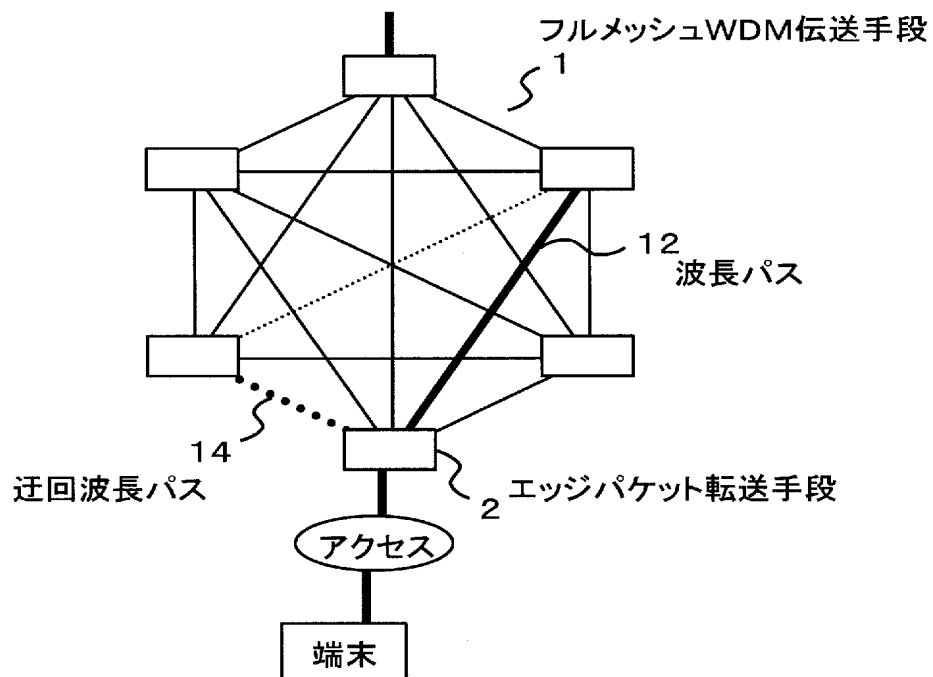 フルメッシュWDM伝送手段
1
12
波長パス
14
迂回波長パス
2
エッジパケット転送手段
アクセス
端末